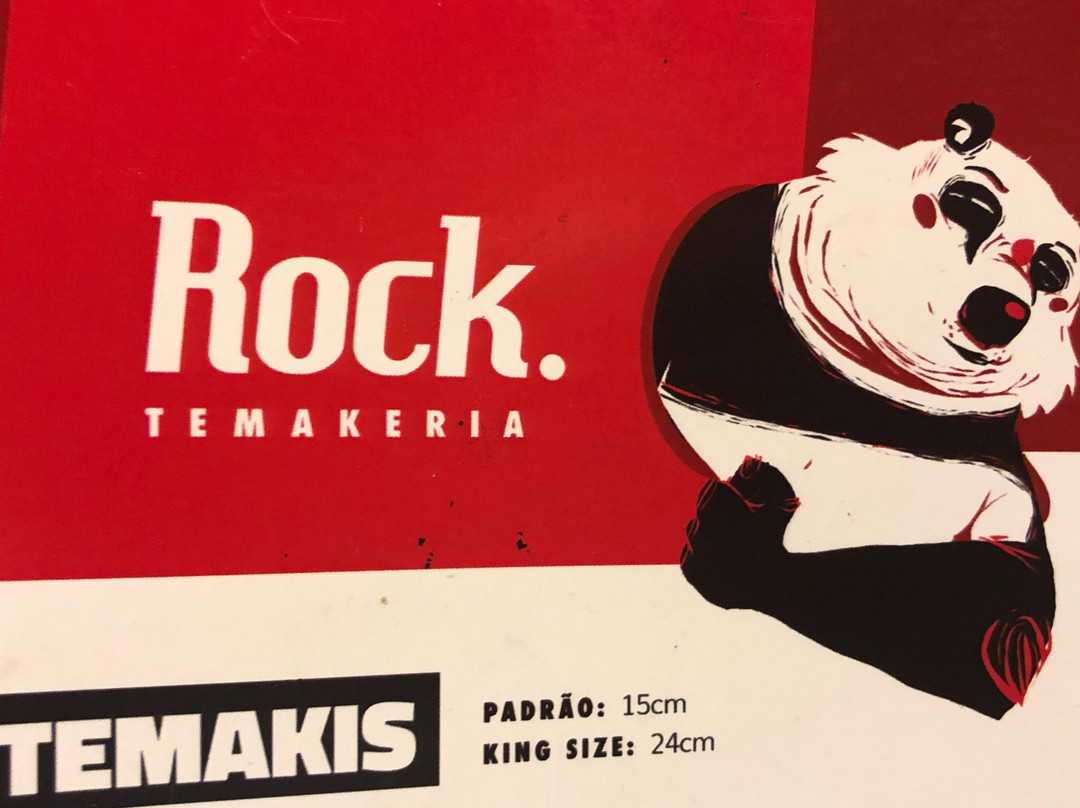 Rock.
TEMAKERIA
TEMAKIS
PADRÃO: 15cm
KING SIZE: 24cm